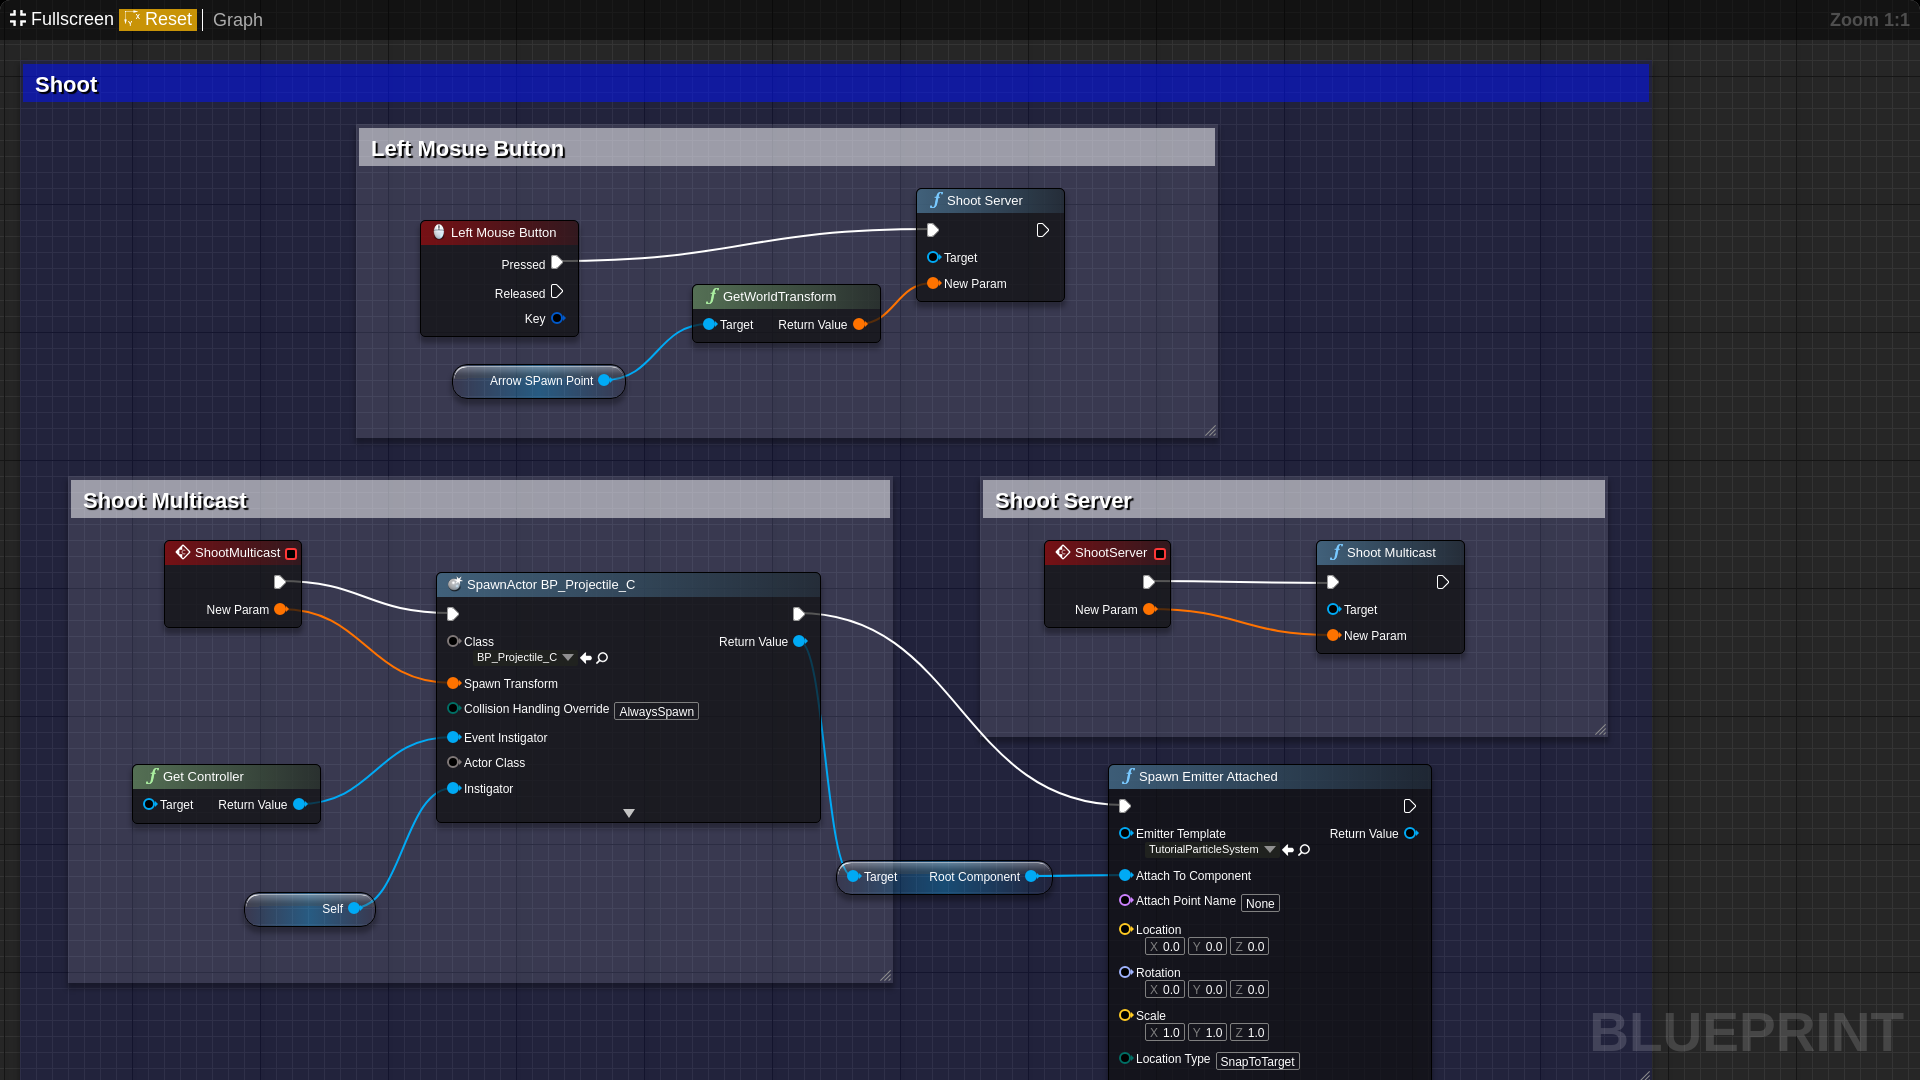 Fullscreen Reset Graph Zoom 1:1
Shoot
Left Mosue Button
Shoot Server
Target
New Param
Left Mouse Button
Pressed
Released
Key
GetWorldTransform
Target Return Value
Arrow SPawn Point
Shoot Multicast
ShootMulticast
New Param
SpawnActor BP_Projectile_C
Class Return Value
BP_Projectile_C
Spawn Transform
Collision Handling Override AlwaysSpawn
Event Instigator
Actor Class
Instigator
Get Controller
Target Return Value
Self
Target Root Component
Shoot Server
ShootServer
New Param
Shoot Multicast
Target
New Param
Spawn Emitter Attached
Emitter Template Return Value
TutorialParticleSystem
Attach To Component
Attach Point Name None
Location
X 0.0 Y 0.0 Z 0.0
Rotation
X 0.0 Y 0.0 Z 0.0
Scale
X 1.0 Y 1.0 Z 1.0
Location Type SnapToTarget
BLUEPRINT